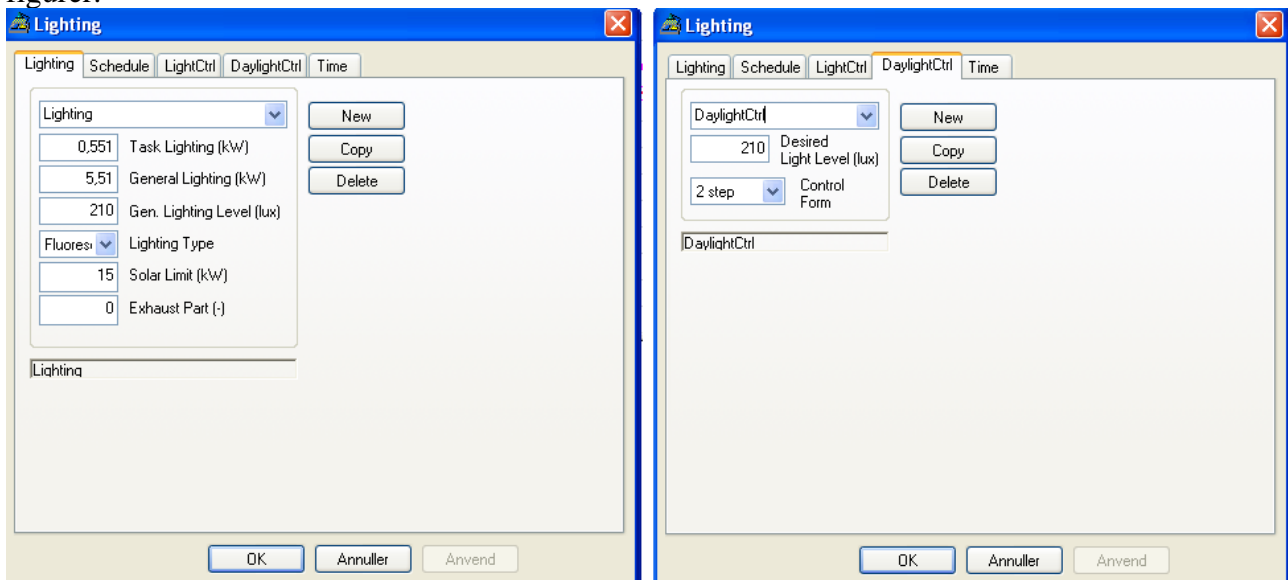 figurer.
Lighting
Lighting Schedule LightCtrl DaylightCtrl Time
Lighting
New
0,551 Task Lighting (kW)
Copy
5,51 General Lighting (kW)
Delete
210 Gen. Lighting Level (lux)
Fluores Lighting Type
15 Solar Limit (kW)
0 Exhaust Part (-)
Lighting
OK Annuller Anvend
Lighting
Lighting Schedule LightCtrl DaylightCtrl Time
DaylightCtrl
New
210 Desired
Light Level (lux)
Copy
2 step Control
Form
Delete
DaylightCtrl
OK Annuller Anvend